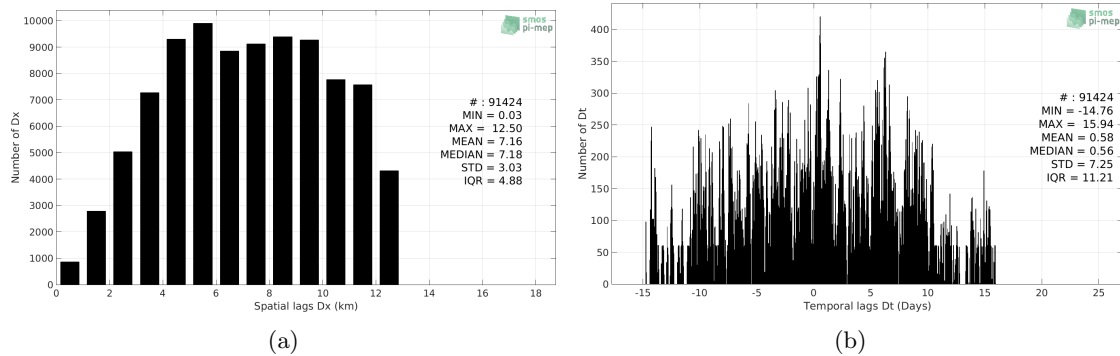 10000
9000
8000
7000
6000
5000
4000
3000
2000
1000
0
Number of Dx
0 2 4 6 8 10 12 14 16 18
Spatial lags Dx (km)
smos
pi-mep
# : 91424
MIN = 0.03
MAX = 12.50
MEAN = 7.16
MEDIAN = 7.18
STD = 3.03
IQR = 4.88
(a)
400
350
300
250
200
150
100
50
0
Number of Dt
-15 -10 -5 0 5 10 15 20 25
Temporal lags Dt (Days)
smos
pi-mep
# : 91424
MIN = -14.76
MAX = 15.94
MEAN = 0.58
MEDIAN = 0.56
STD = 7.25
IQR = 11.21
(b)